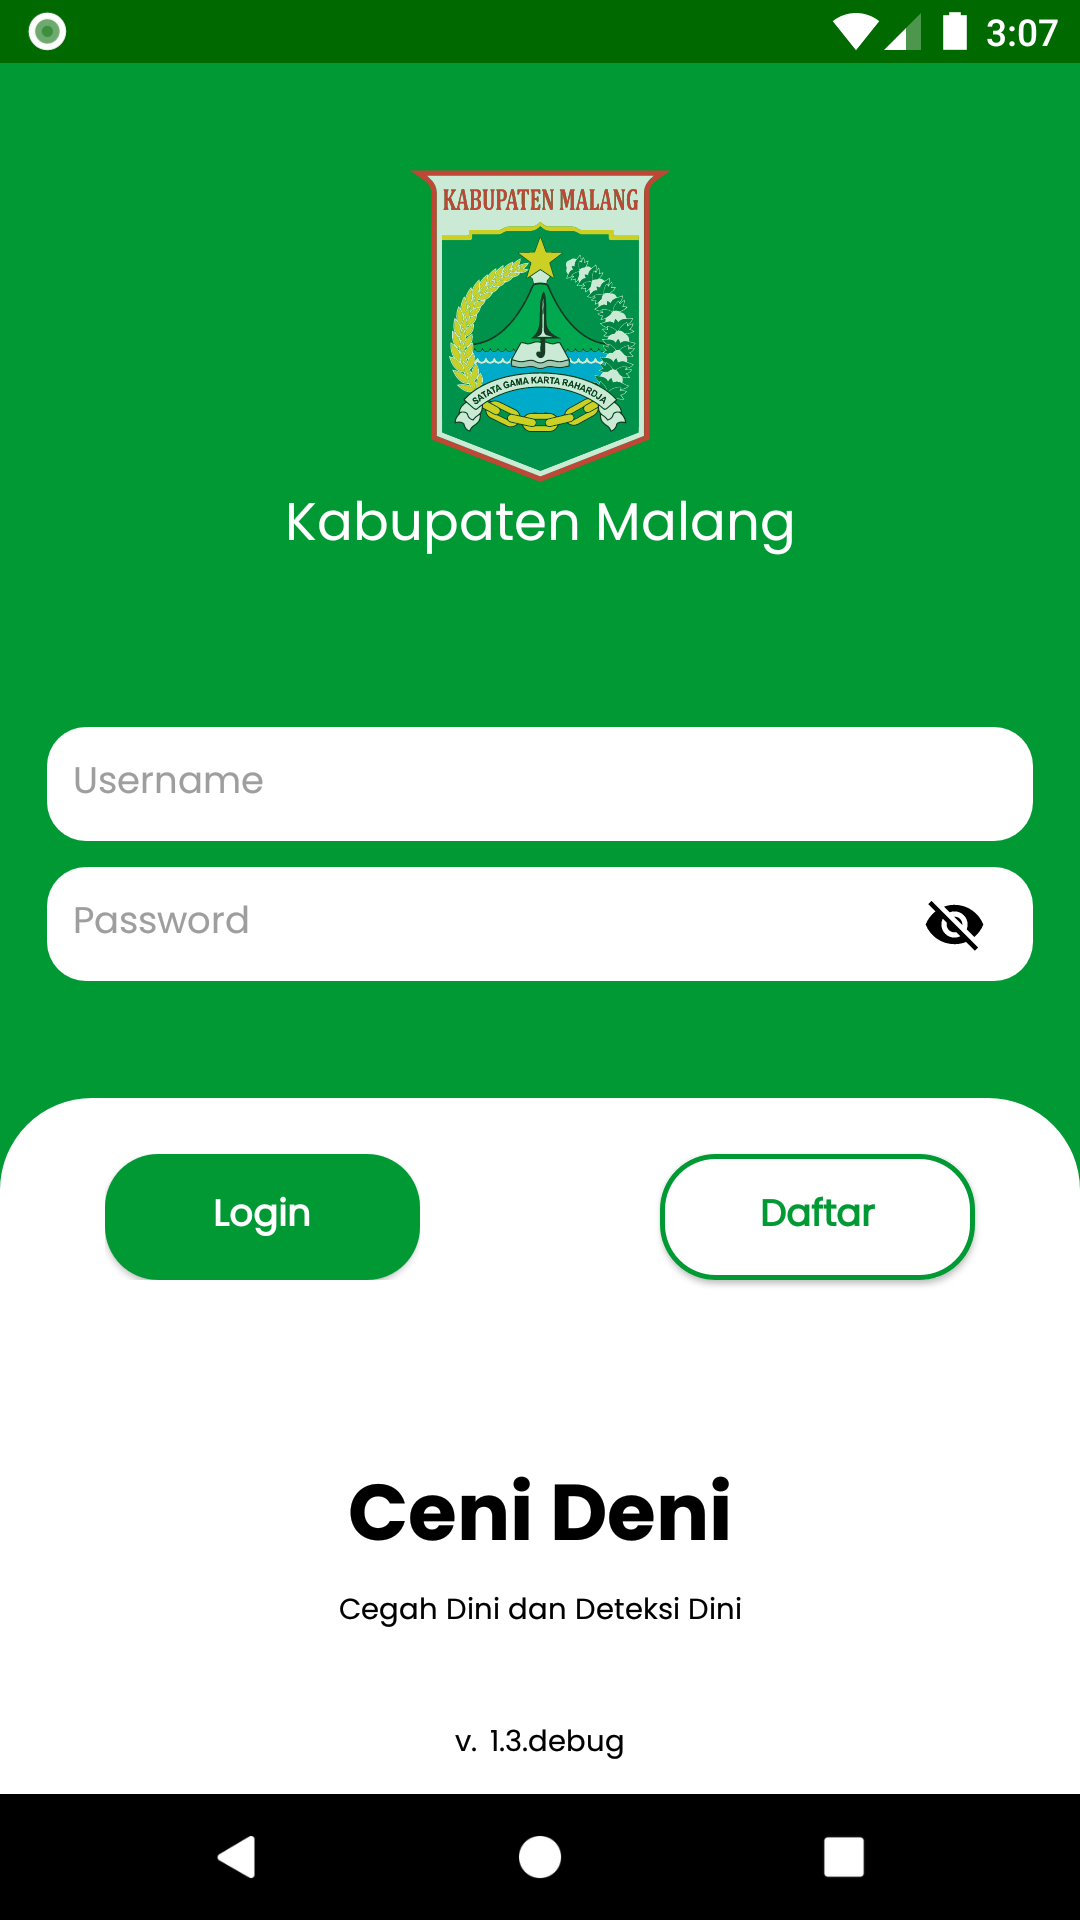 3:07
KABUPATEN MALANG
SATATA GAMA KARTA RAHARDJA
Kabupaten Malang
Username
Password
Login
Daftar
Ceni Deni
Cegah Dini dan Deteksi Dini
v. 1.3.debug